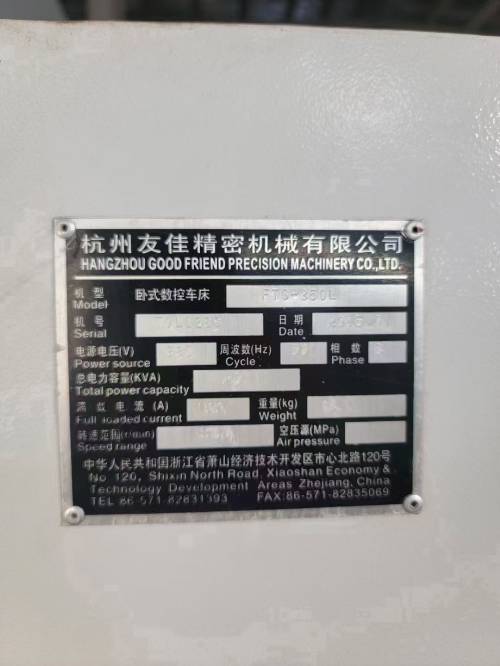 杭州友佳精密机械有限公司
HANGZHOU GOOD FRIEND PRECISION MACHINERY CO.,LTD.
机型 卧式数控车床
Model
机号 日期
Serial Date
电源电压(V) 周波数(Hz) 相数
Power source Cycle Phase
总电力容量(KVA)
Total power capacity
满载电流(A) 重量(kg)
Full loaded current Weight
转速范围(r/min) 空压源(MPa)
Speed range Air pressure
中华人民共和国浙江省萧山经济技术开发区市心北路120号
No 120, Shixin North Road, Xiaoshan Economy &
Technology Development Areas Zhejiang, China
TEL 86-571-82831393 FAX:86-571-82835069